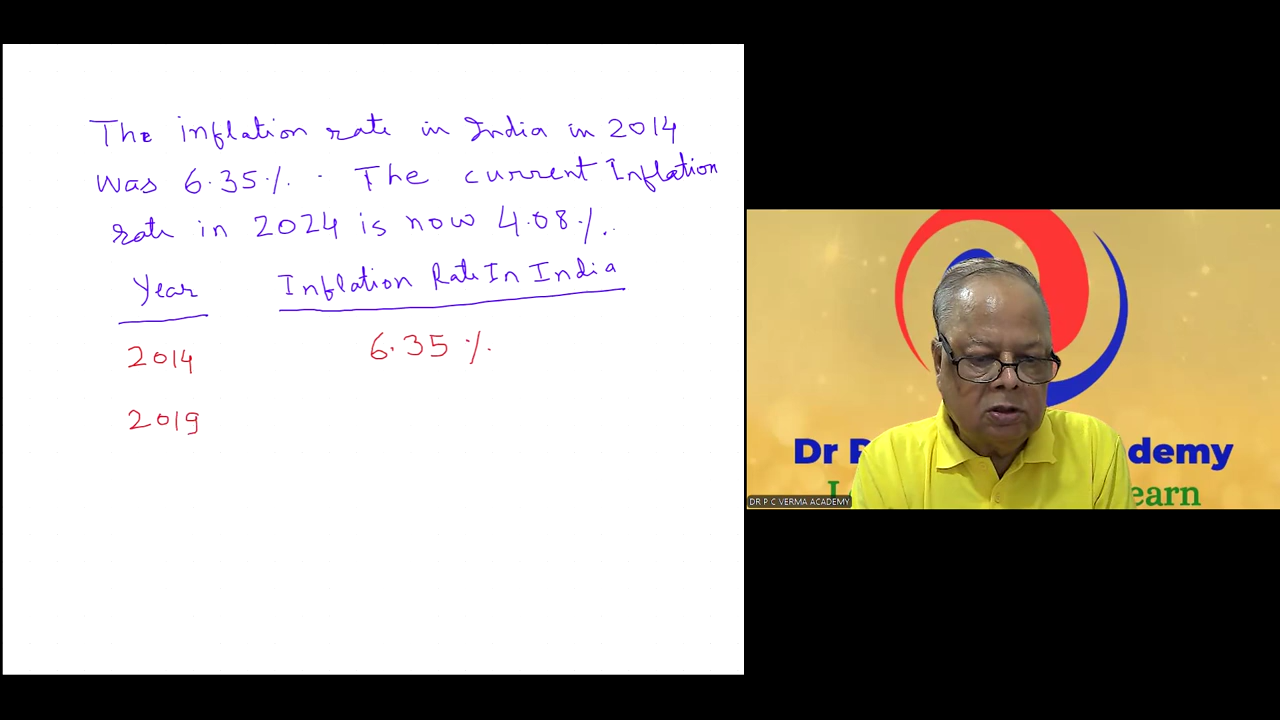 The inflation rate in India in 2014
was 6.35%. The current Inflation
rate in 2024 is now 4.08%.
Year Inflation Rate In India
2014 6.35%
2019
Dr P demy
L earn
DR P C VERMA ACADEMY